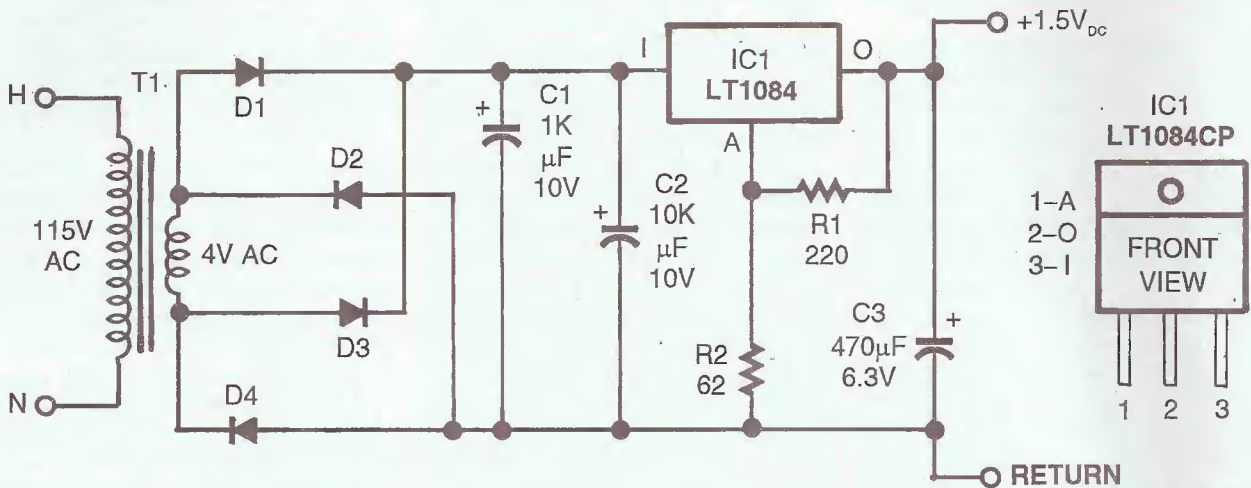 H
T1
D1
D2
115V
AC
4V AC
D3
D4
N
C1
1K
µF
10V
C2
10K
µF
10V
I
IC1
LT1084
O
A
R1
220
R2
62
C3
470µF
6.3V
+
+
+
+1.5VDC
RETURN
IC1
LT1084CP
1–A
2–O
3–I
FRONT
VIEW
1 2 3